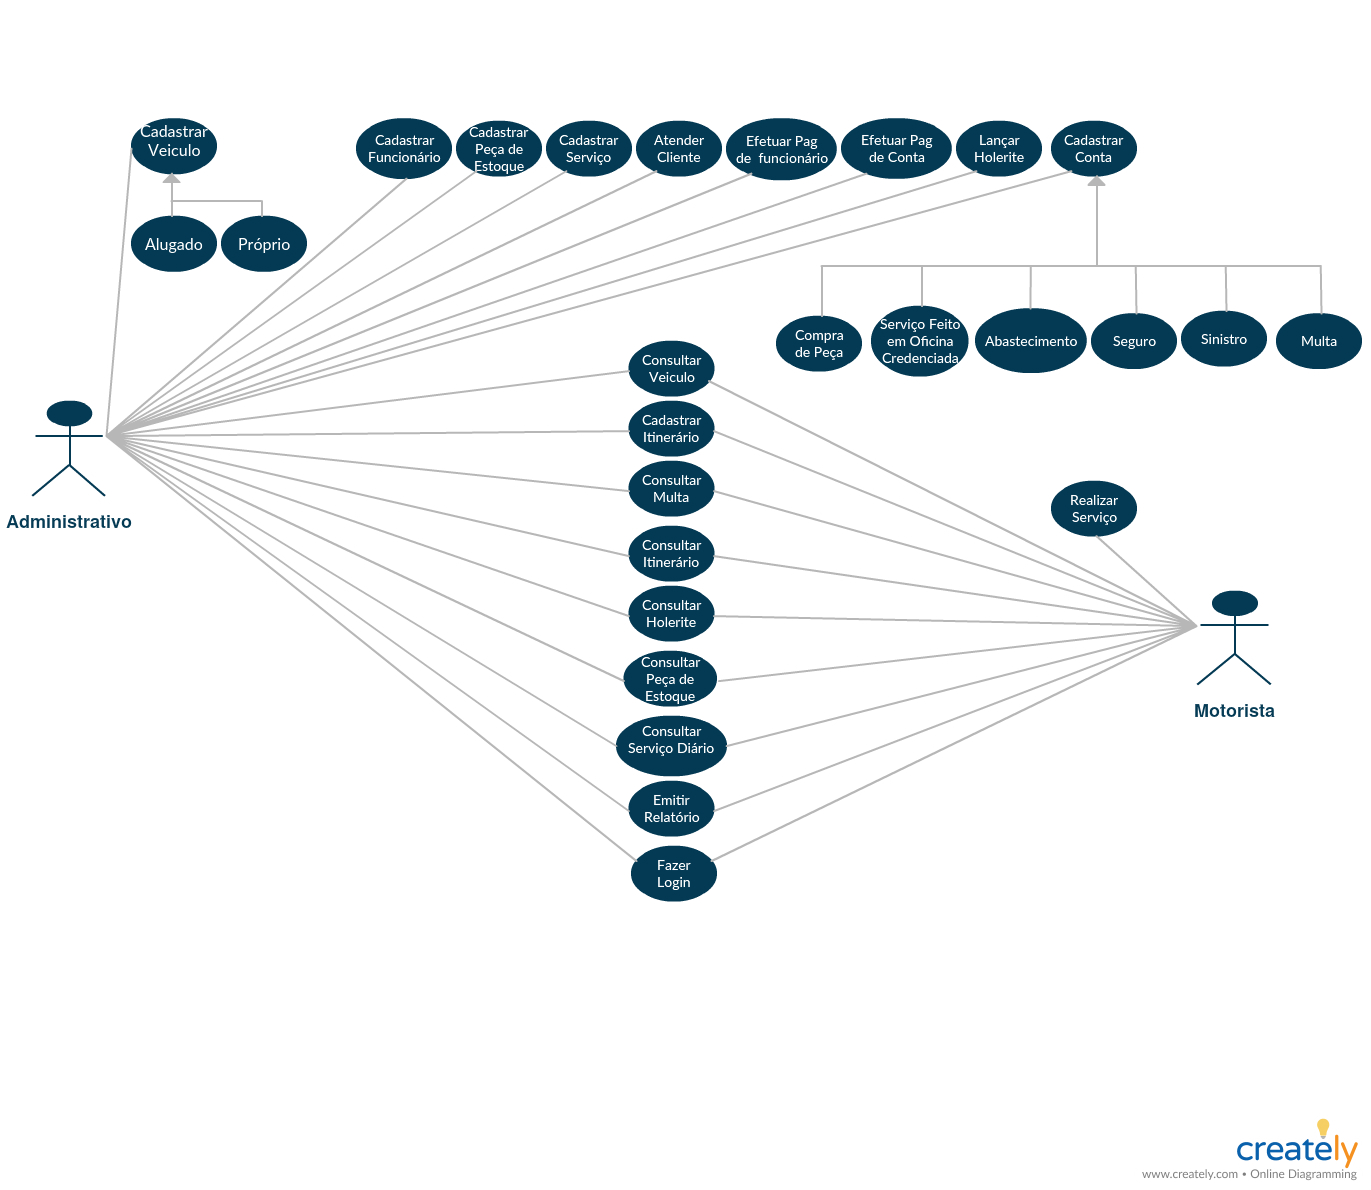 Cadastrar
Veiculo
Cadastrar
Funcionário
Cadastrar
Peça de
Estoque
Cadastrar
Serviço
Atender
Cliente
Efetuar Pag
de funcionário
Efetuar Pag
de Conta
Lançar
Holerite
Cadastrar
Conta
Alugado
Próprio
Compra
de Peça
Serviço Feito
em Oficina
Credenciada
Abastecimento
Seguro
Sinistro
Multa
Consultar
Veiculo
Cadastrar
Itinerário
Consultar
Multa
Consultar
Itinerário
Consultar
Holerite
Consultar
Peça de
Estoque
Consultar
Serviço Diário
Emitir
Relatório
Fazer
Login
Administrativo
Realizar
Serviço
Motorista
creately
www.creately.com • Online Diagramming